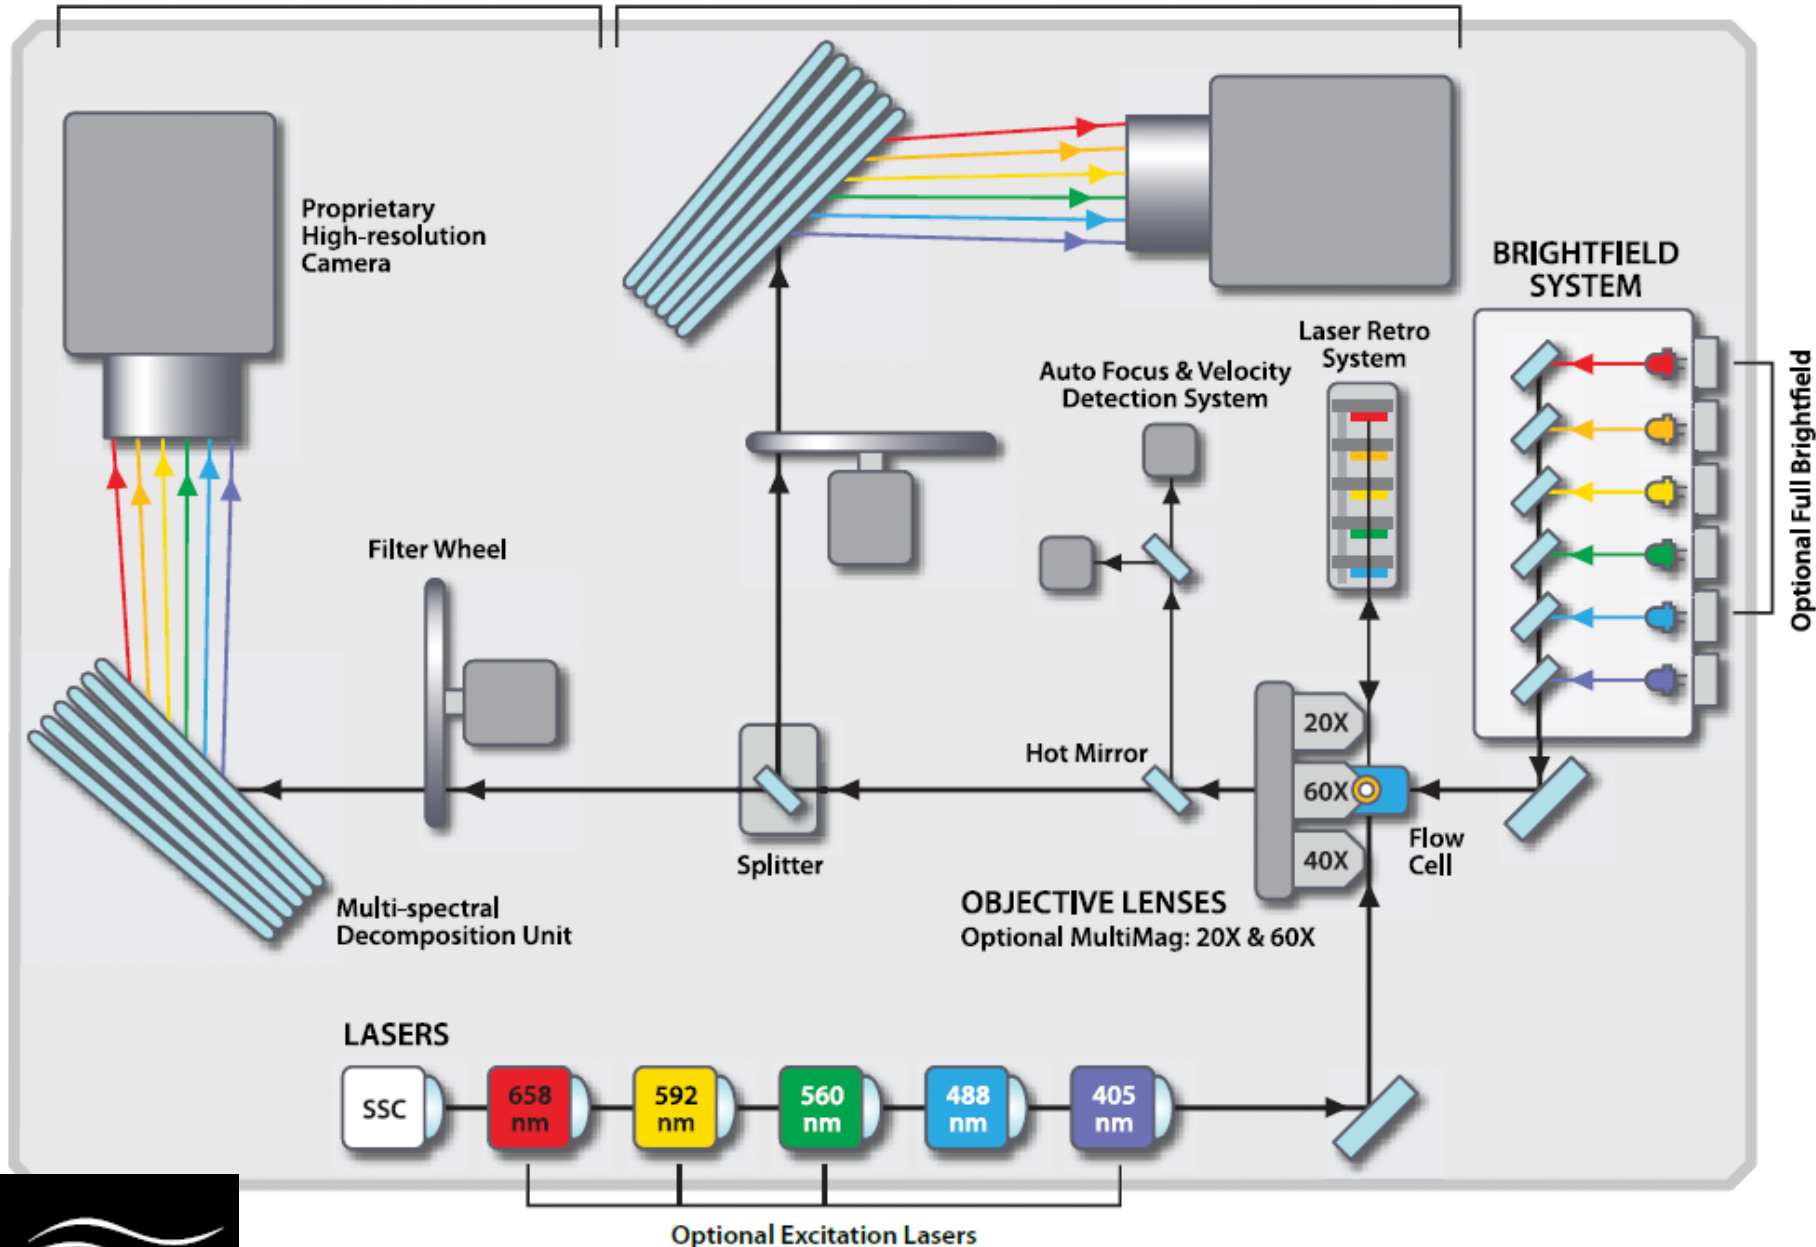 Proprietary
High-resolution
Camera
BRIGHTFIELD
SYSTEM
Laser Retro
System
Auto Focus & Velocity
Detection System
Optional Full Brightfield
Filter Wheel
20X
60X
40X
Hot Mirror
Flow
Cell
Splitter
OBJECTIVE LENSES
Optional MultiMag: 20X & 60X
Multi-spectral
Decomposition Unit
LASERS
SSC
658
nm
592
nm
560
nm
488
nm
405
nm
Optional Excitation Lasers